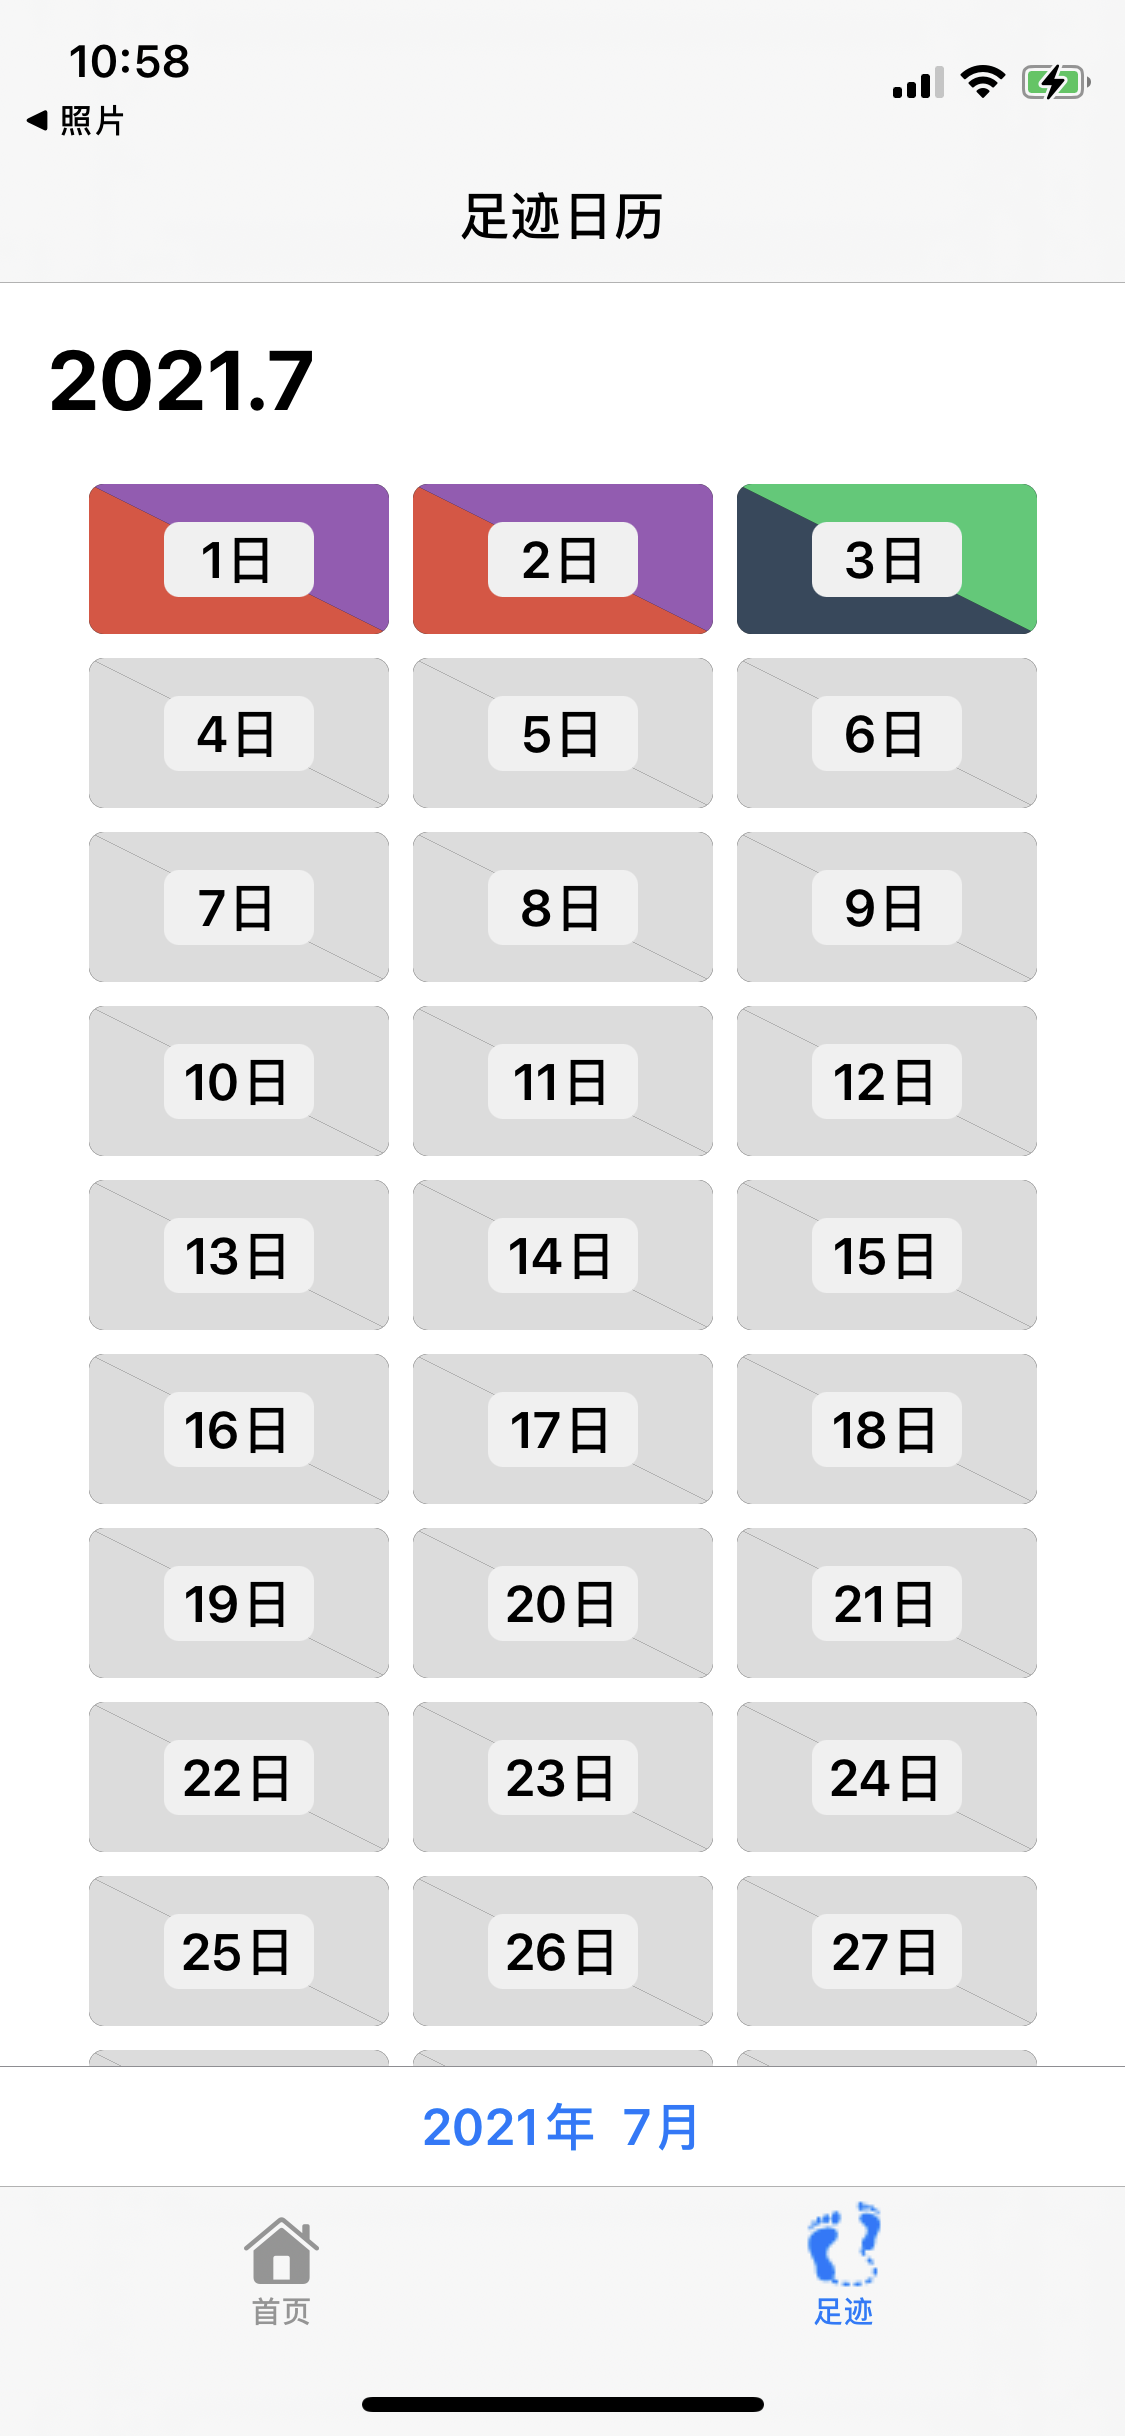 10:58
◀ 照片
足迹日历
2021.7
1日 2日 3日
4日 5日 6日
7日 8日 9日
10日 11日 12日
13日 14日 15日
16日 17日 18日
19日 20日 21日
22日 23日 24日
25日 26日 27日
2021年 7月
首页 足迹